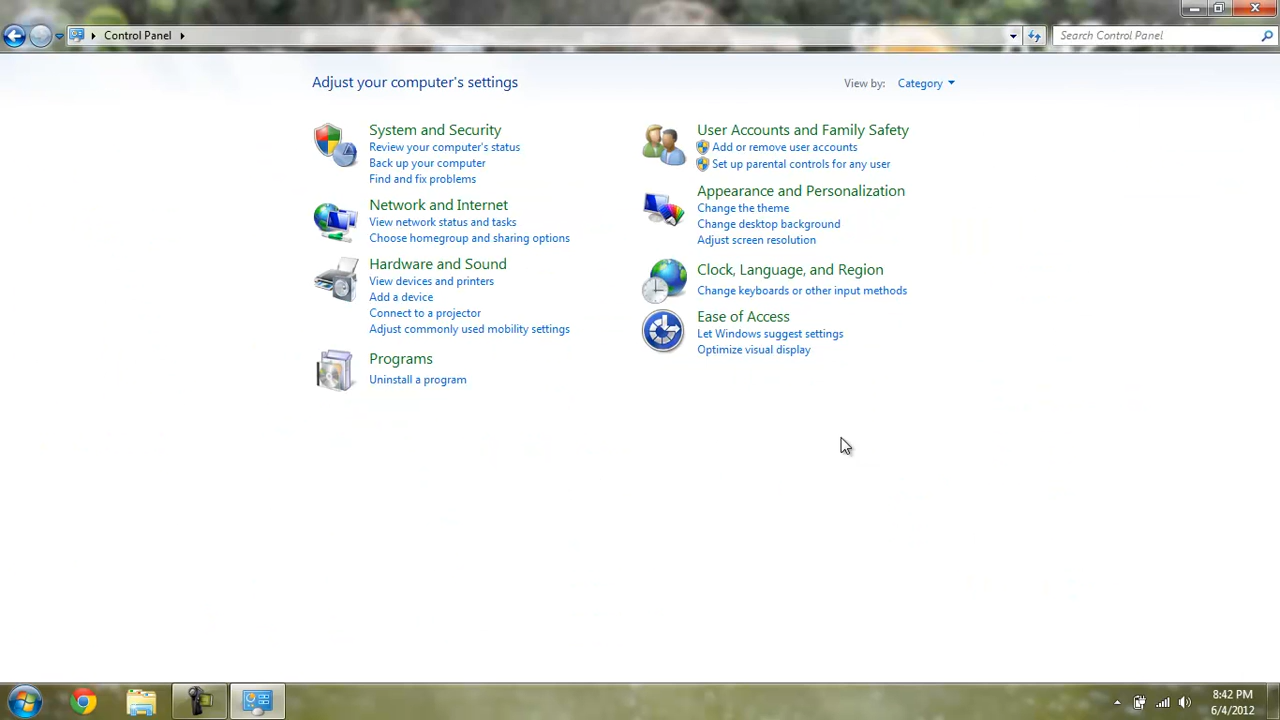 Control Panel
Search Control Panel
Adjust your computer's settings
View by: Category
System and Security
Review your computer's status
Back up your computer
Find and fix problems
Network and Internet
View network status and tasks
Choose homegroup and sharing options
Hardware and Sound
View devices and printers
Add a device
Connect to a projector
Adjust commonly used mobility settings
Programs
Uninstall a program
User Accounts and Family Safety
Add or remove user accounts
Set up parental controls for any user
Appearance and Personalization
Change the theme
Change desktop background
Adjust screen resolution
Clock, Language, and Region
Change keyboards or other input methods
Ease of Access
Let Windows suggest settings
Optimize visual display
8:42 PM
6/4/2012